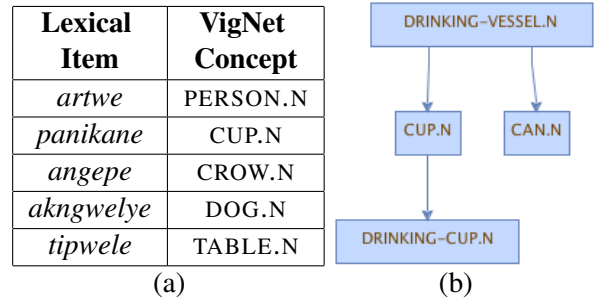 Lexical Item VigNet Concept
artwe PERSON.N
panikane CUP.N
angepe CROW.N
akngwelye DOG.N
tipwele TABLE.N
(a)
DRINKING-VESSEL.N
CUP.N CAN.N
DRINKING-CUP.N
(b)